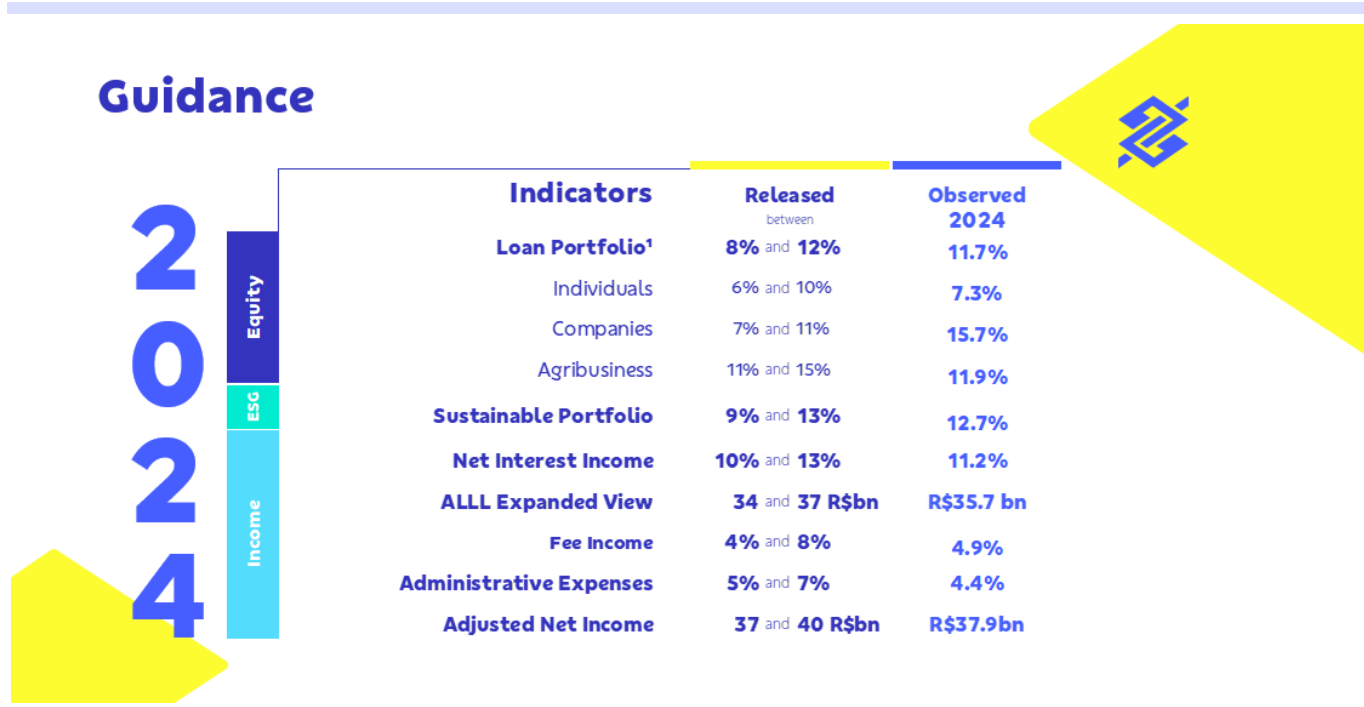 Guidance
2
0
2
4
Equity
ESG
Income
Indicators Released Observed
between 2024
Loan Portfolio¹ 8% and 12% 11.7%
Individuals 6% and 10% 7.3%
Companies 7% and 11% 15.7%
Agribusiness 11% and 15% 11.9%
Sustainable Portfolio 9% and 13% 12.7%
Net Interest Income 10% and 13% 11.2%
ALLL Expanded View 34 and 37 R$bn R$35.7 bn
Fee Income 4% and 8% 4.9%
Administrative Expenses 5% and 7% 4.4%
Adjusted Net Income 37 and 40 R$bn R$37.9bn